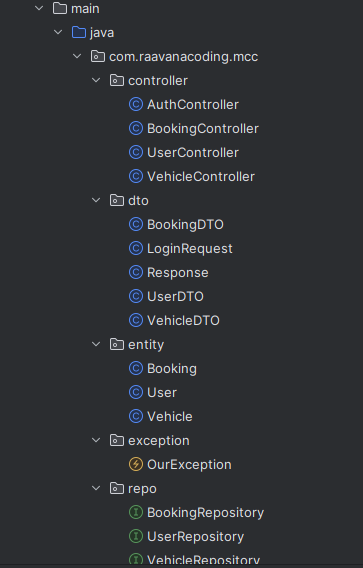 main
java
com.raavanacoding.mcc
controller
AuthController
BookingController
UserController
VehicleController
dto
BookingDTO
LoginRequest
Response
UserDTO
VehicleDTO
entity
Booking
User
Vehicle
exception
OurException
repo
BookingRepository
UserRepository
VehicleRepository